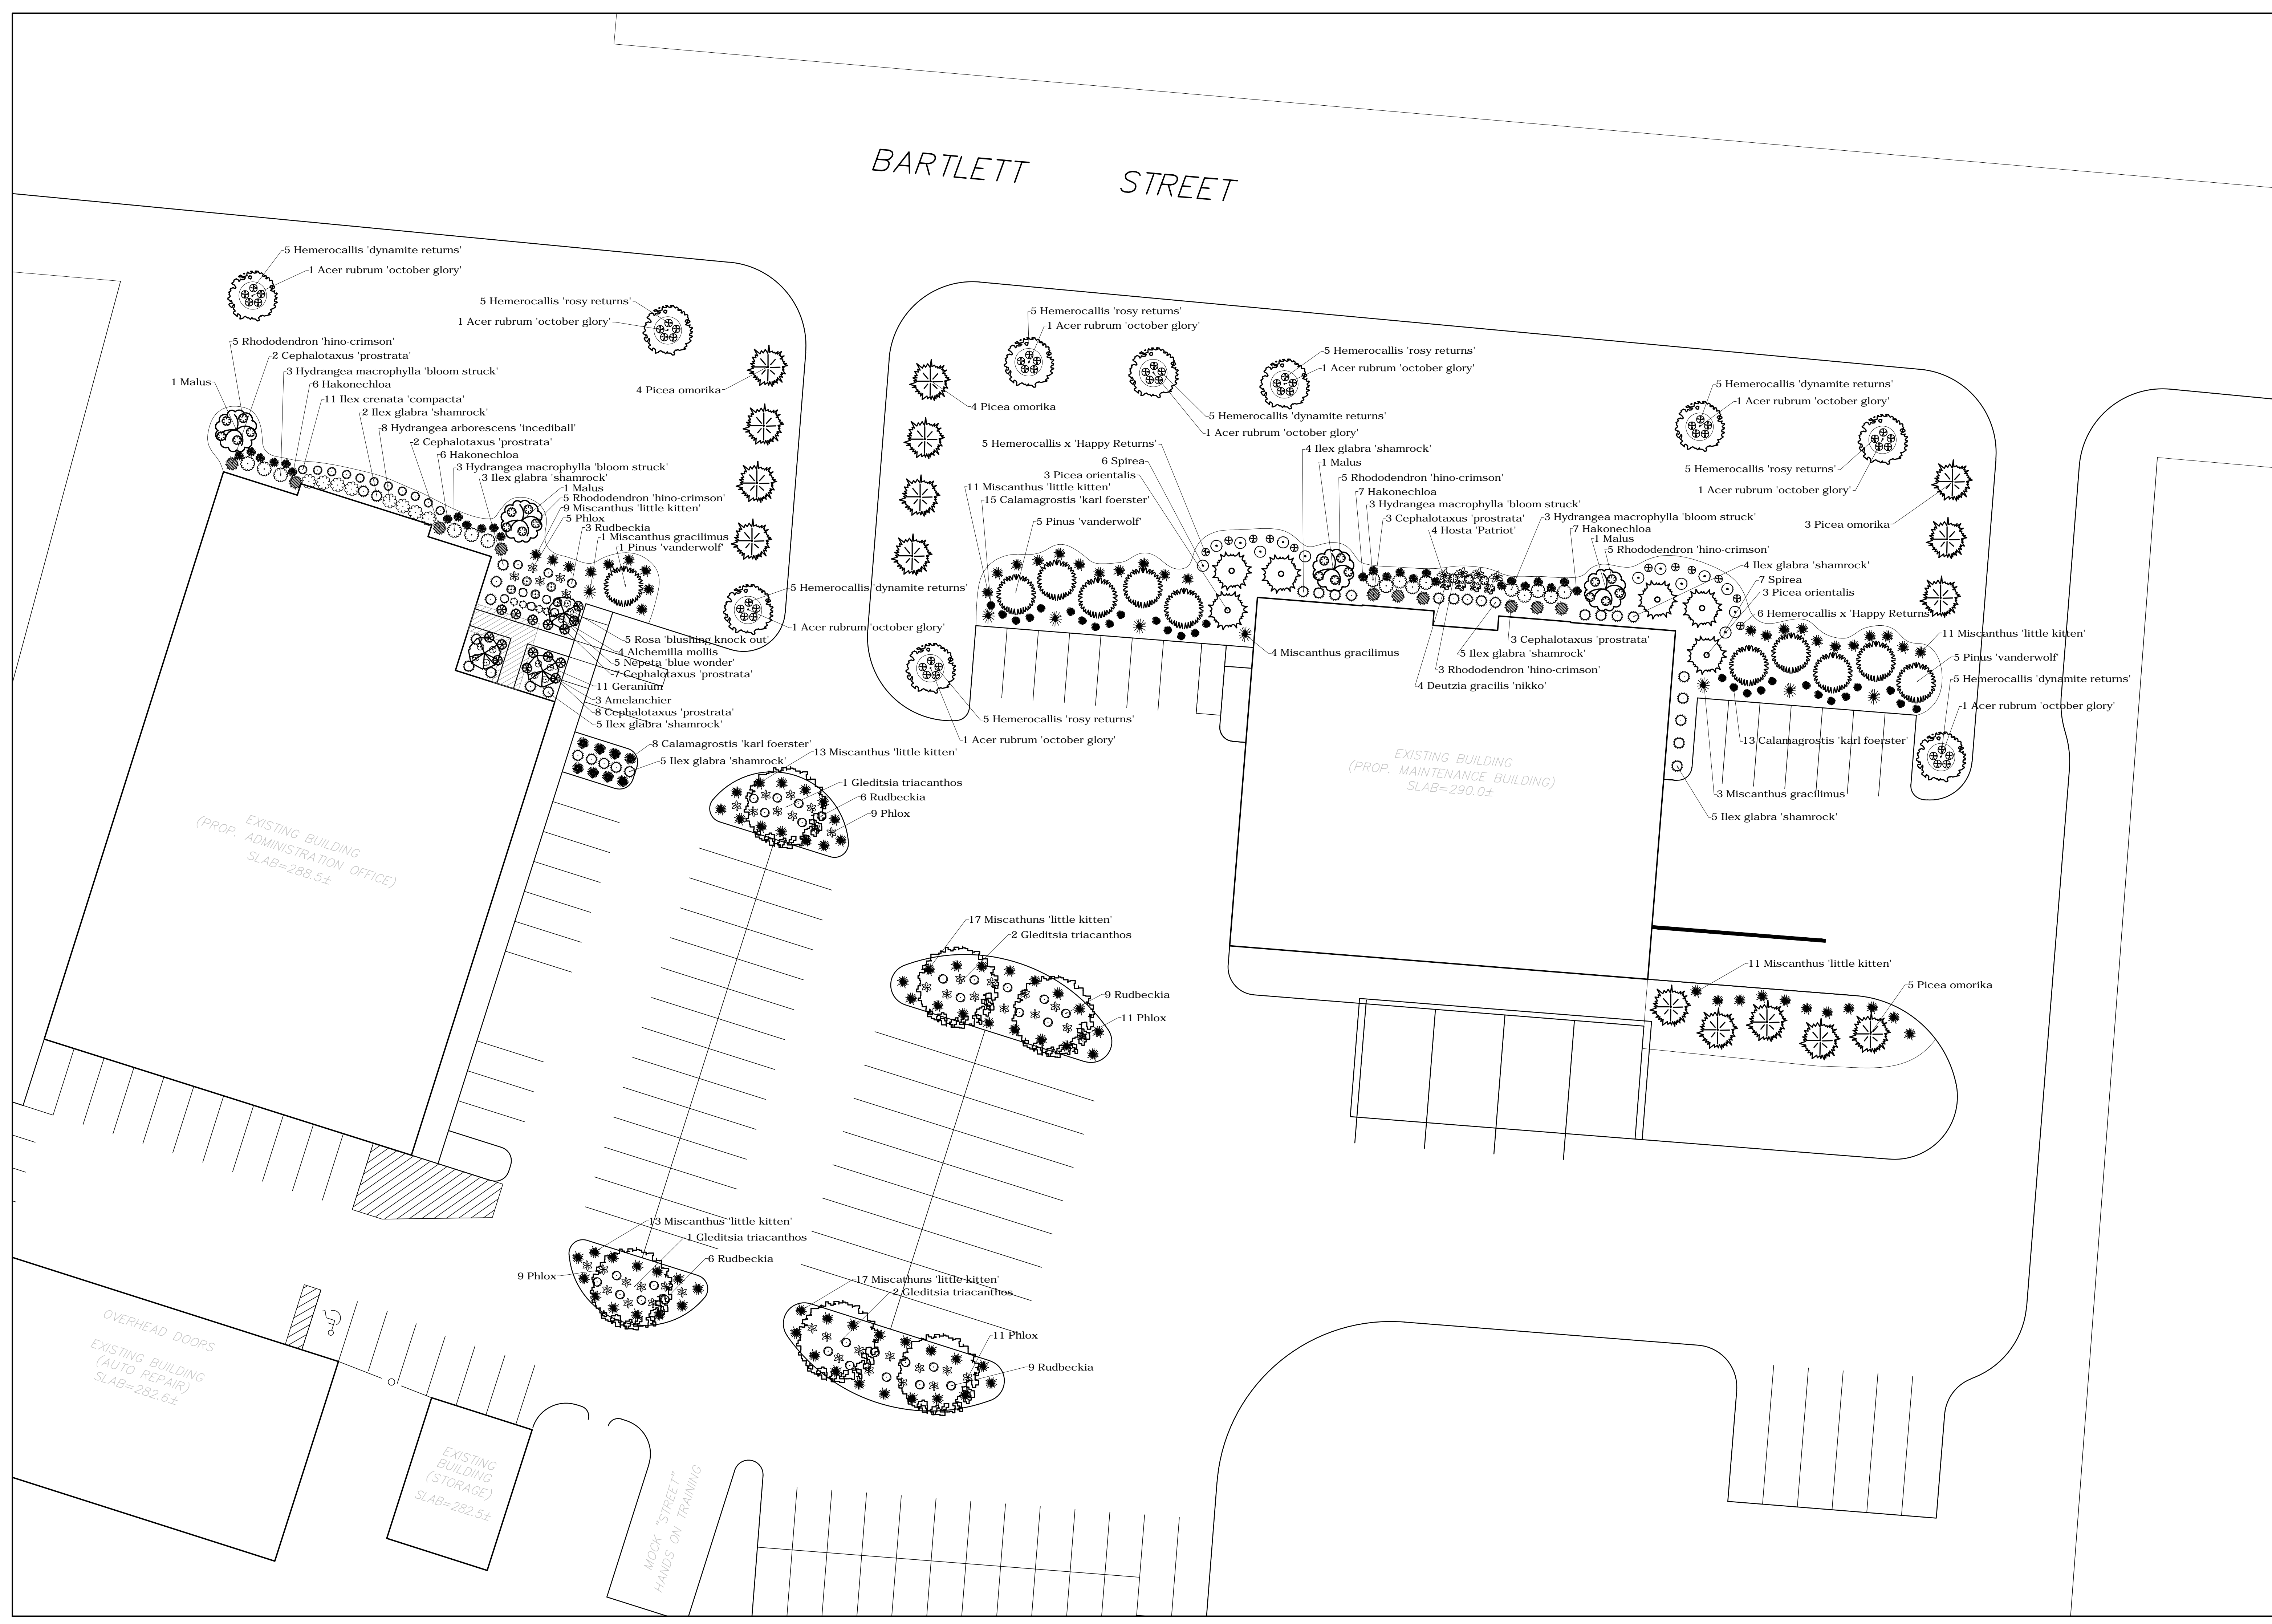 BARTLETT STREET
5 Hemerocallis 'dynamite returns'
1 Acer rubrum 'october glory'
5 Hemerocallis 'rosy returns'
1 Acer rubrum 'october glory'
5 Rhododendron 'hino-crimson'
2 Cephalotaxus 'prostrata'
3 Hydrangea macrophylla 'bloom struck'
1 Malus
6 Hakonechloa
11 Ilex crenata 'compacta'
2 Ilex glabra 'shamrock'
8 Hydrangea arborescens 'incediball'
2 Cephalotaxus 'prostrata'
6 Hakonechloa
3 Hydrangea macrophylla 'bloom struck'
3 Ilex glabra 'shamrock'
1 Malus
5 Rhododendron 'hino-crimson'
9 Miscanthus 'little kitten'
5 Phlox
3 Rudbeckia
1 Miscanthus gracilimus
1 Pinus 'vanderwolf'
4 Picea omorika
5 Hemerocallis 'dynamite returns'
1 Acer rubrum 'october glory'
5 Rosa 'blushing knock out'
4 Alchemilla mollis
5 Nepeta 'blue wonder'
7 Cephalotaxus 'prostrata'
11 Geranium
3 Amelanchier
8 Cephalotaxus 'prostrata'
5 Ilex glabra 'shamrock'
8 Calamagrostis 'karl foerster'
5 Ilex glabra 'shamrock'
5 Hemerocallis 'rosy returns'
1 Acer rubrum 'october glory'
5 Hemerocallis 'rosy returns'
1 Acer rubrum 'october glory'
4 Picea omorika
5 Hemerocallis 'dynamite returns'
1 Acer rubrum 'october glory'
5 Hemerocallis x 'Happy Returns'
6 Spirea
3 Picea orientalis
11 Miscanthus 'little kitten'
15 Calamagrostis 'karl foerster'
5 Pinus 'vanderwolf'
4 Ilex glabra 'shamrock'
1 Malus
5 Rhododendron 'hino-crimson'
7 Hakonechloa
3 Hydrangea macrophylla 'bloom struck'
3 Cephalotaxus 'prostrata'
4 Hosta 'Patriot'
3 Hydrangea macrophylla 'bloom struck'
7 Hakonechloa
1 Malus
5 Rhododendron 'hino-crimson'
4 Ilex glabra 'shamrock'
7 Spirea
3 Picea orientalis
6 Hemerocallis x 'Happy Returns'
5 Hemerocallis 'dynamite returns'
1 Acer rubrum 'october glory'
5 Hemerocallis 'rosy returns'
1 Acer rubrum 'october glory'
3 Picea omorika
11 Miscanthus 'little kitten'
5 Pinus 'vanderwolf'
5 Hemerocallis 'dynamite returns'
1 Acer rubrum 'october glory'
13 Calamagrostis 'karl foerster'
3 Miscanthus gracilimus
5 Ilex glabra 'shamrock'
4 Miscanthus gracilimus
3 Cephalotaxus 'prostrata'
5 Ilex glabra 'shamrock'
3 Rhododendron 'hino-crimson'
4 Deutzia gracilis 'nikko'
5 Hemerocallis 'rosy returns'
1 Acer rubrum 'october glory'
EXISTING BUILDING
(PROP. MAINTENANCE BUILDING)
SLAB=290.0±
13 Miscanthus 'little kitten'
1 Gleditsia triacanthos
6 Rudbeckia
9 Phlox
EXISTING BUILDING
(PROP. ADMINISTRATION OFFICE)
SLAB=288.5±
17 Miscathuns 'little kitten'
2 Gleditsia triacanthos
9 Rudbeckia
11 Phlox
11 Miscanthus 'little kitten'
5 Picea omorika
13 Miscanthus 'little kitten'
1 Gleditsia triacanthos
6 Rudbeckia
9 Phlox
17 Miscathuns 'little kitten'
2 Gleditsia triacanthos
11 Phlox
9 Rudbeckia
OVERHEAD DOORS
EXISTING BUILDING
(AUTO REPAIR)
SLAB=282.6±
EXISTING
BUILDING
(STORAGE)
SLAB=282.5±
MOCK "STREET"
HANDS ON TRAINING